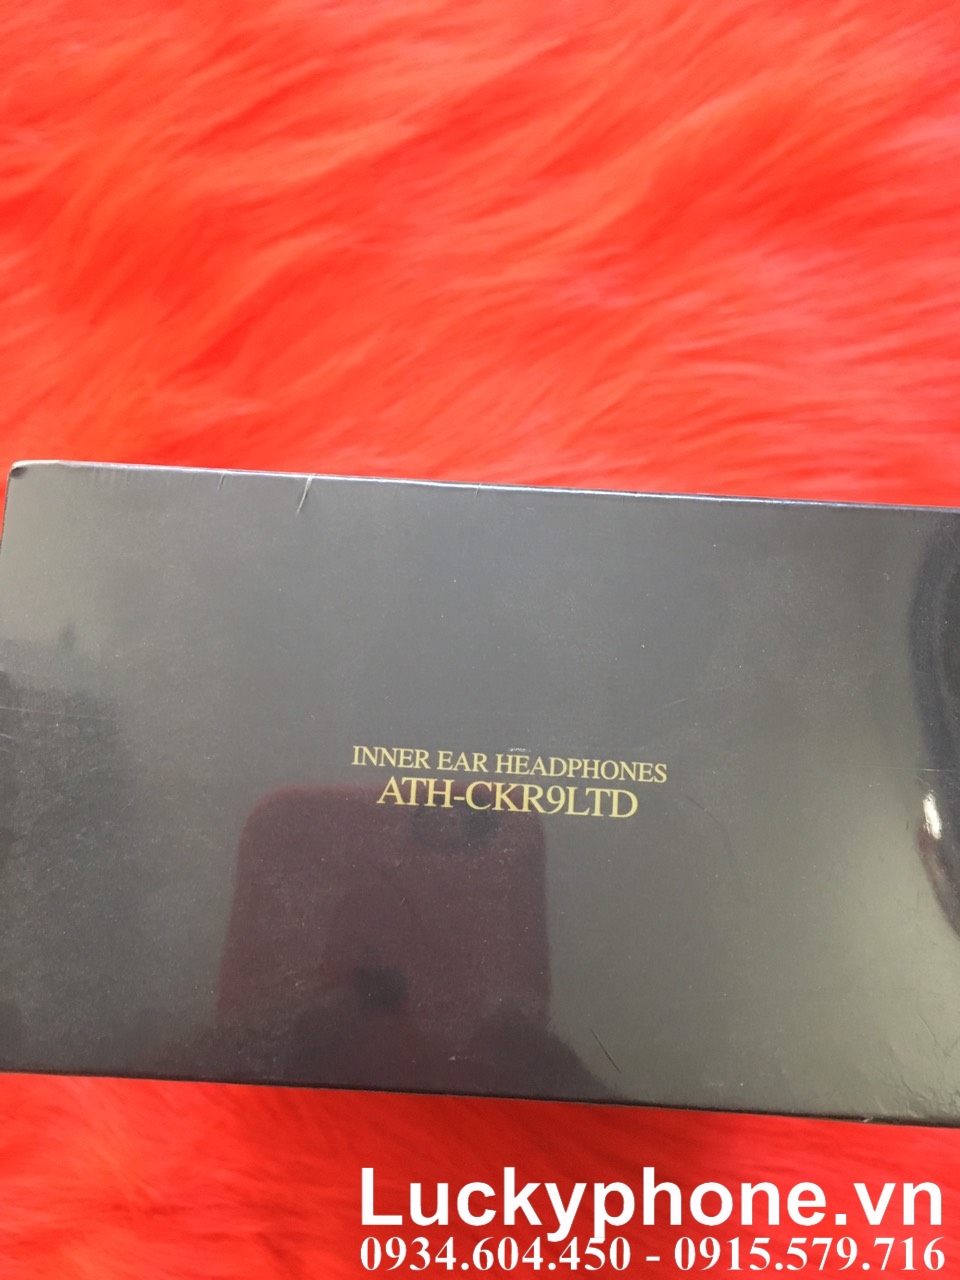 INNER EAR HEADPHONES
ATH-CKR9LTD
Luckyphone.vn
0934.604.450 - 0915.579.716